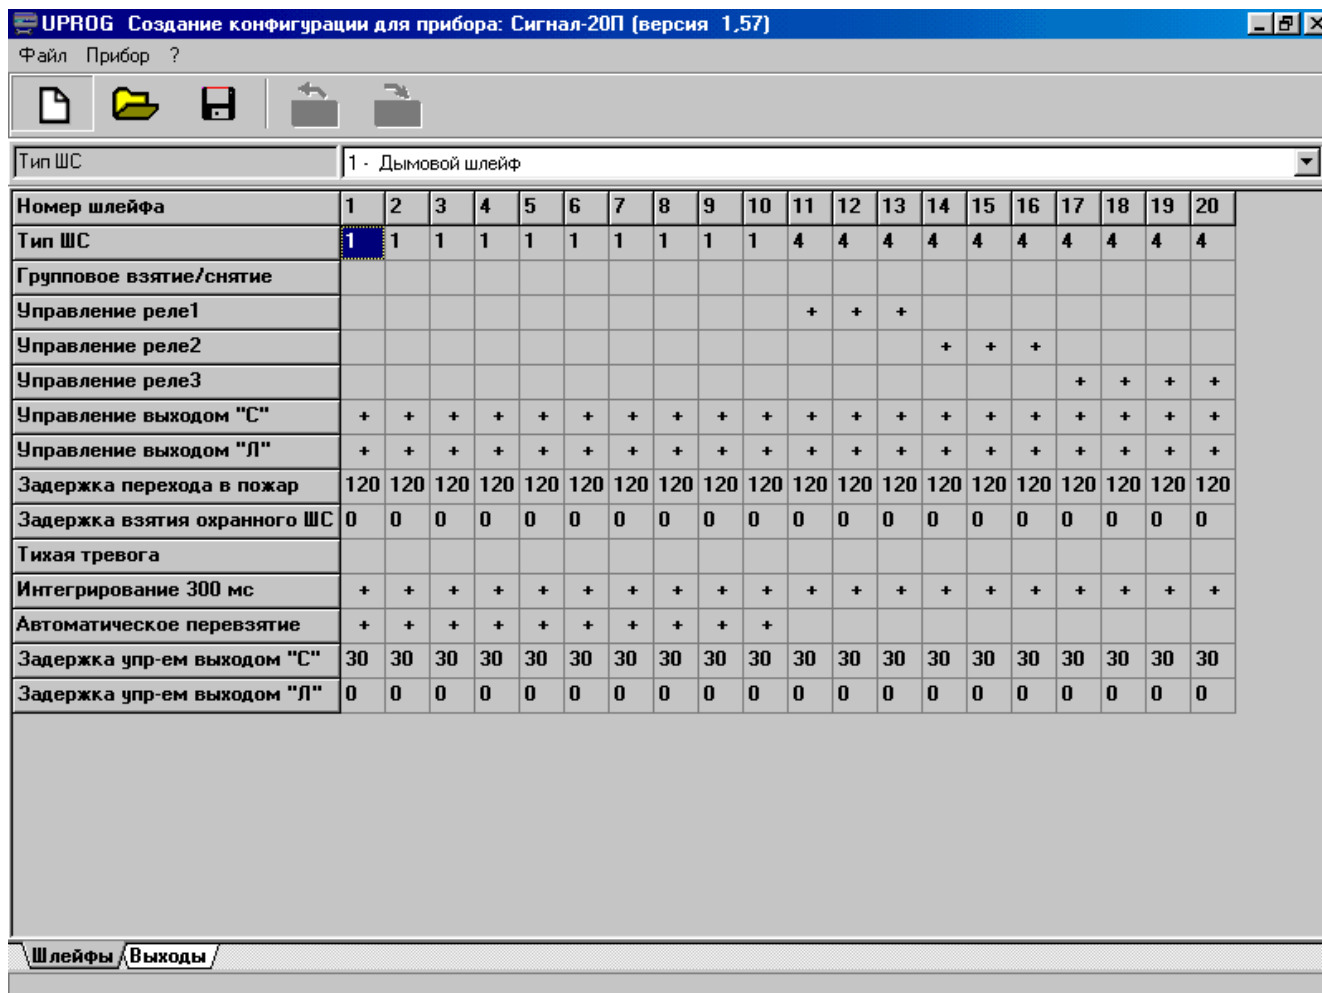 UPROG Создание конфигурации для прибора: Сигнал-20П (версия 1,57)
Файл Прибор ?
Тип ШС 1 - Дымовой шлейф
Номер шлейфа 1 2 3 4 5 6 7 8 9 10 11 12 13 14 15 16 17 18 19 20
Тип ШС 1 1 1 1 1 1 1 1 1 1 4 4 4 4 4 4 4 4 4 4
Групповое взятие/снятие
Управление реле1 + + +
Управление реле2 + + +
Управление реле3 + + + +
Управление выходом "С" + + + + + + + + + + + + + + + + + + + +
Управление выходом "Л" + + + + + + + + + + + + + + + + + + + +
Задержка перехода в пожар 120 120 120 120 120 120 120 120 120 120 120 120 120 120 120 120 120 120 120 120
Задержка взятия охранного ШС 0 0 0 0 0 0 0 0 0 0 0 0 0 0 0 0 0 0 0 0
Тихая тревога
Интегрирование 300 мс + + + + + + + + + + + + + + + + + + + +
Автоматическое перевзятие + + + + + + + + + +
Задержка упр-ем выходом "С" 30 30 30 30 30 30 30 30 30 30 30 30 30 30 30 30 30 30 30 30
Задержка упр-ем выходом "Л" 0 0 0 0 0 0 0 0 0 0 0 0 0 0 0 0 0 0 0 0
Шлейфы Выходы